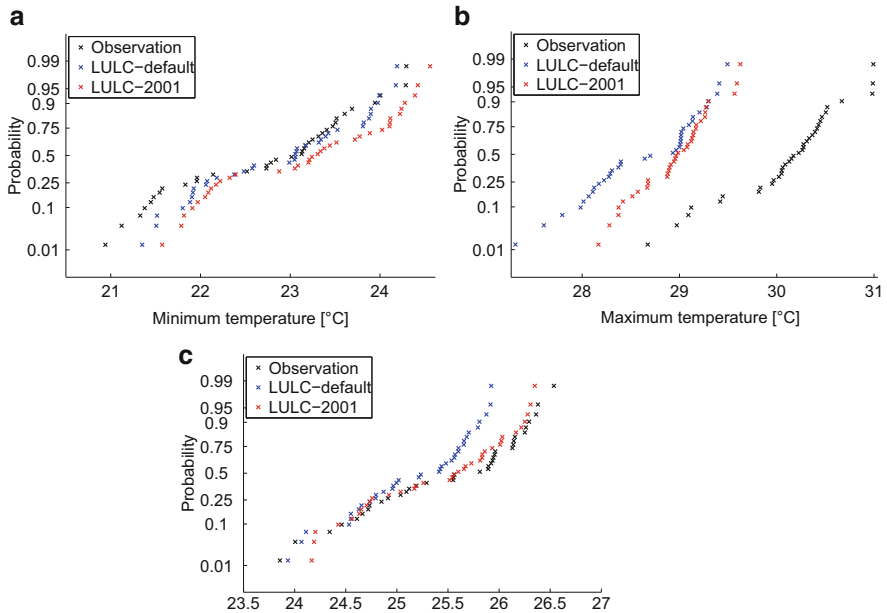 a
Observation
LULC−default
LULC−2001
0.99
0.95
0.9
0.75
0.5
0.25
0.1
0.01
Probability
21
22
23
24
Minimum temperature [°C]
b
Observation
LULC−default
LULC−2001
0.99
0.95
0.9
0.75
0.5
0.25
0.1
0.01
Probability
28
29
30
31
Maximum temperature [°C]
c
Observation
LULC−default
LULC−2001
0.99
0.95
0.9
0.75
0.5
0.25
0.1
0.01
Probability
23.5
24
24.5
25
25.5
26
26.5
27